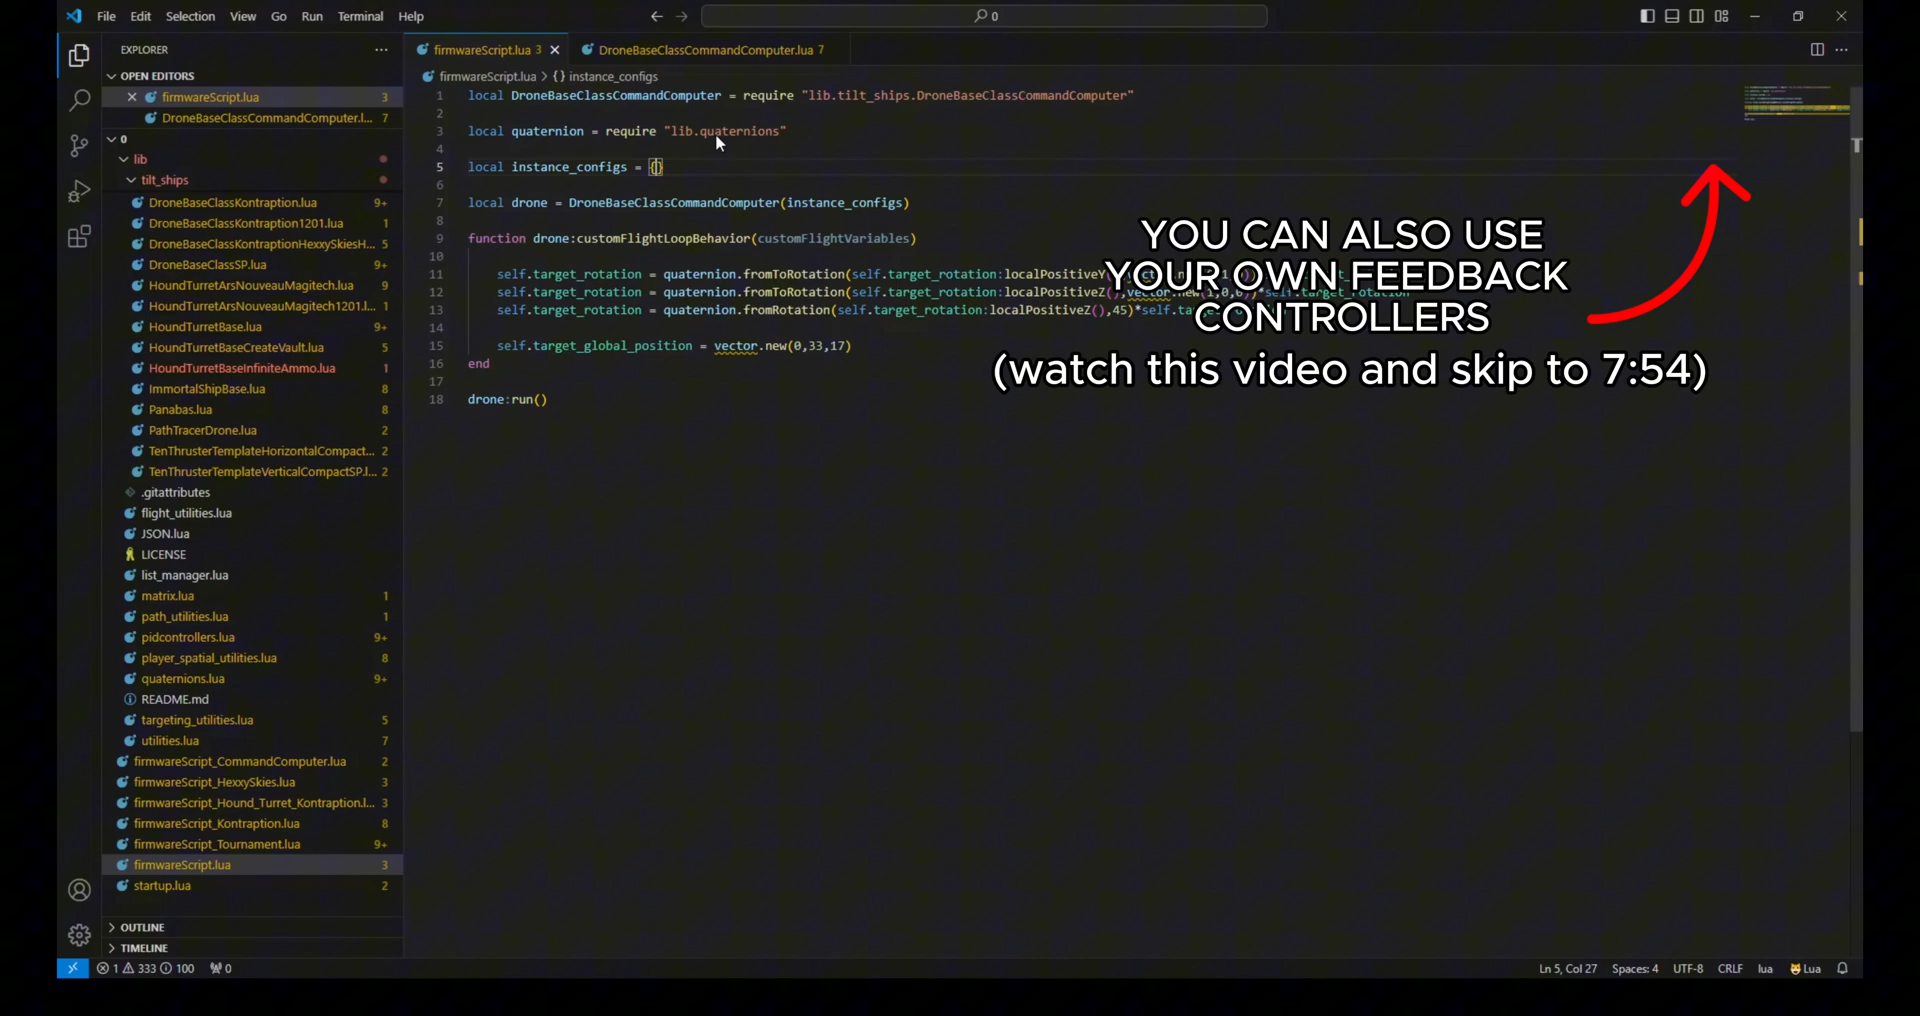 File Edit Selection View Go Run Terminal Help
0
EXPLORER
OPEN EDITORS
firmwareScript.lua 3
DroneBaseClassCommandComputer.l... 7
0
lib
tilt_ships
DroneBaseClassKontraption.lua 9+
DroneBaseClassKontraption1201.lua 1
DroneBaseClassKontraptionHexxySkiesH... 5
DroneBaseClassSP.lua 9+
HoundTurretArsNouveauMagitech.lua 9
HoundTurretArsNouveauMagitech1201.l... 1
HoundTurretBase.lua 9+
HoundTurretBaseCreateVault.lua 5
HoundTurretBaseInfiniteAmmo.lua 1
ImmortalShipBase.lua 8
Panabas.lua 8
PathTracerDrone.lua 2
TenThrusterTemplateHorizontalCompact... 2
TenThrusterTemplateVerticalCompactSP.l... 2
.gitattributes
flight_utilities.lua
JSON.lua
LICENSE
list_manager.lua
matrix.lua 1
path_utilities.lua 1
pidcontrollers.lua 9+
player_spatial_utilities.lua 8
quaternions.lua 9+
README.md
targeting_utilities.lua 5
utilities.lua 7
firmwareScript_CommandComputer.lua 2
firmwareScript_HexxySkies.lua 3
firmwareScript_Hound_Turret_Kontraption.l... 3
firmwareScript_Kontraption.lua 8
firmwareScript_Tournament.lua 9+
firmwareScript.lua 3
startup.lua 2
OUTLINE
TIMELINE
firmwareScript.lua 3
DroneBaseClassCommandComputer.lua 7
firmwareScript.lua > {} instance_configs
1 local DroneBaseClassCommandComputer = require "lib.tilt_ships.DroneBaseClassCommandComputer"
2
3 local quaternion = require "lib.quaternions"
4
5 local instance_configs = {}
6
7 local drone = DroneBaseClassCommandComputer(instance_configs)
8
9 function drone:customFlightLoopBehavior(customFlightVariables)
10
11 self.target_rotation = quaternion.fromToRotation(self.target_rotation:localPositiveY
12 self.target_rotation = quaternion.fromToRotation(self.target_rotation:localPositiveZ(),vector.new(1,0,0))*self.target_rotation
13 self.target_rotation = quaternion.fromRotation(self.target_rotation:localPositiveZ(),45)*self.
14
15 self.target_global_position = vector.new(0,33,17)
16 end
17
18 drone:run()
YOU CAN ALSO USE
YOUR OWN FEEDBACK
CONTROLLERS
(watch this video and skip to 7:54)
1 333 100 0
Ln 5, Col 27 Spaces: 4 UTF-8 CRLF lua Lua